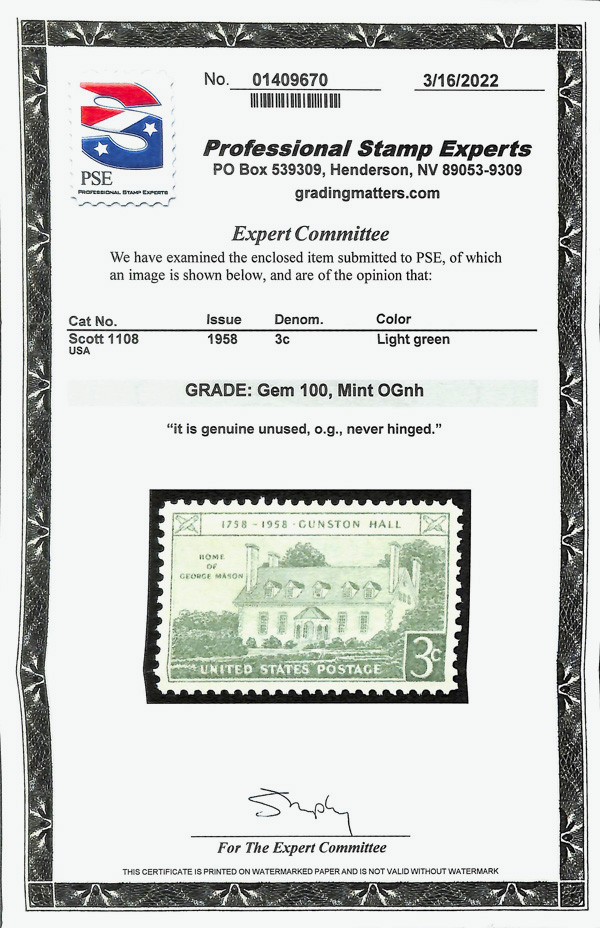 No. 01409670 3/16/2022
PSE
PROFESSIONAL STAMP EXPERTS
Professional Stamp Experts
PO Box 539309, Henderson, NV 89053-9309
gradingmatters.com
Expert Committee
We have examined the enclosed item submitted to PSE, of which
an image is shown below, and are of the opinion that:
Cat No. Issue Denom. Color
Scott 1108 1958 3c Light green
USA
GRADE: Gem 100, Mint OGnh
“it is genuine unused, o.g., never hinged.”
1758 - 1958 · GUNSTON HALL
HOME
OF
GEORGE MASON
UNITED STATES POSTAGE 3c
For The Expert Committee
THIS CERTIFICATE IS PRINTED ON WATERMARKED PAPER AND IS NOT VALID WITHOUT WATERMARK